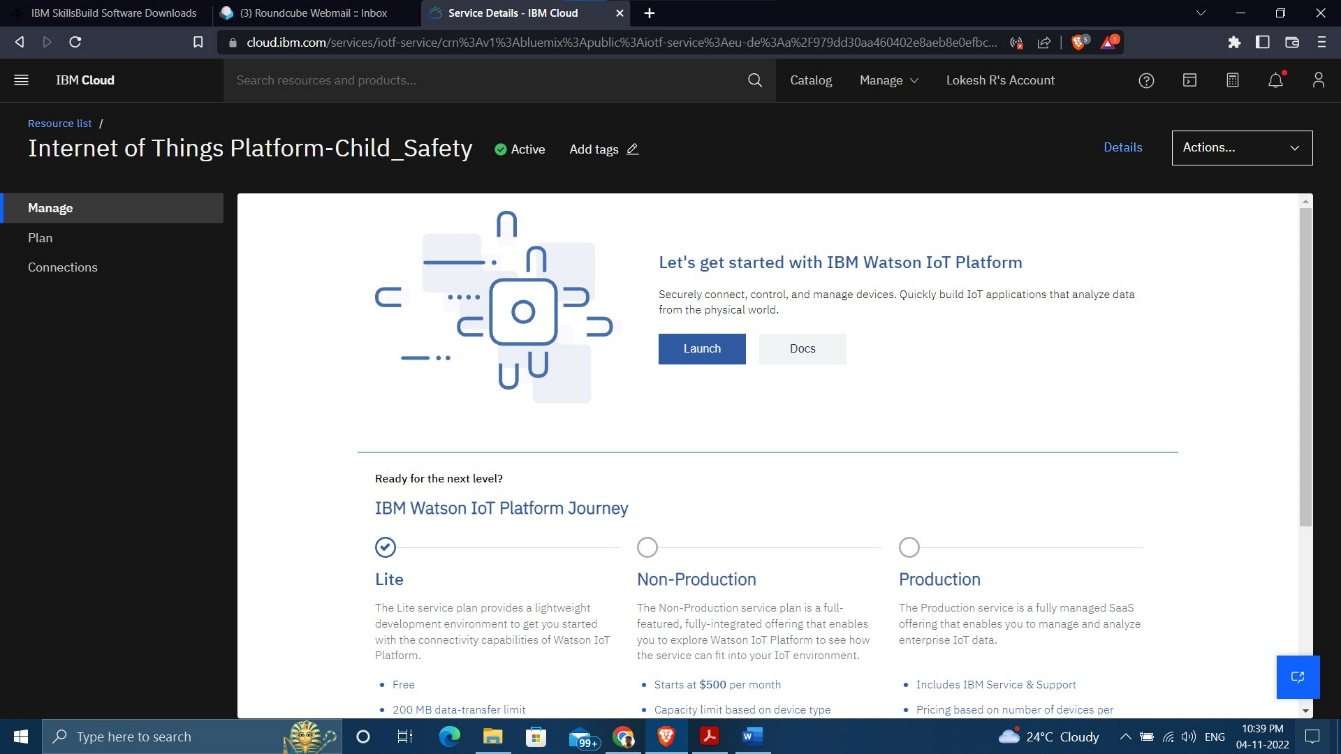 IBM SkillsBuild Software Downloads
(3) Roundcube Webmail :: Inbox
Service Details - IBM Cloud
cloud.ibm.com/services/iotf-service/crn%3Av1%3Abluemix%3Apublic%3Aiotf-service%3Aeu-de%3Aa%2F979dd30aa460402e8aeb8e0efbc...
5
1
IBM Cloud
Search resources and products...
Catalog
Manage
Lokesh R's Account
Resource list /
Internet of Things Platform-Child_Safety
Active
Add tags
Details
Actions...
Manage
Plan
Connections
Let's get started with IBM Watson IoT Platform
Securely connect, control, and manage devices. Quickly build IoT applications that analyze data
from the physical world.
Launch
Docs
Ready for the next level?
IBM Watson IoT Platform Journey
Lite
The Lite service plan provides a lightweight
development environment to get you started
with the connectivity capabilities of Watson IoT
Platform.
• Free
• 200 MB data-transfer limit
Non-Production
The Non-Production service plan is a full-
featured, fully-integrated offering that enables
you to explore Watson IoT Platform to see how
the service can fit into your IoT environment.
• Starts at $500 per month
• Capacity limit based on device type
Production
The Production service is a fully managed SaaS
offering that enables you to manage and analyze
enterprise IoT data.
• Includes IBM Service & Support
• Pricing based on number of devices per
Type here to search
99+
24°C Cloudy
ENG
10:39 PM
04-11-2022